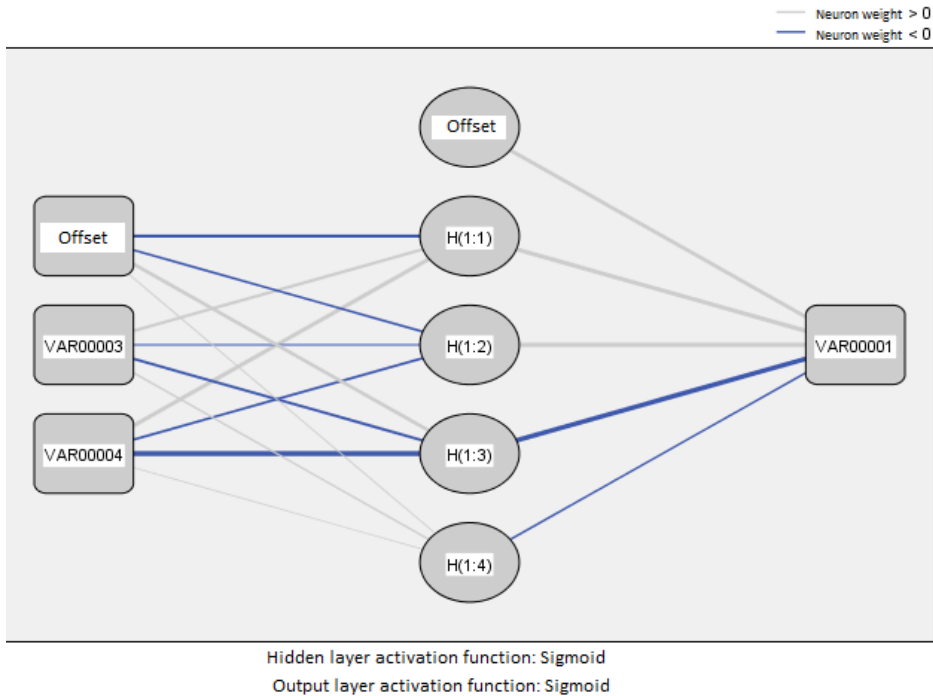 Neuron weight > 0
Neuron weight < 0
Offset
Offset
H(1:1)
VAR00003
H(1:2)
VAR00001
VAR00004
H(1:3)
H(1:4)
Hidden layer activation function: Sigmoid
Output layer activation function: Sigmoid